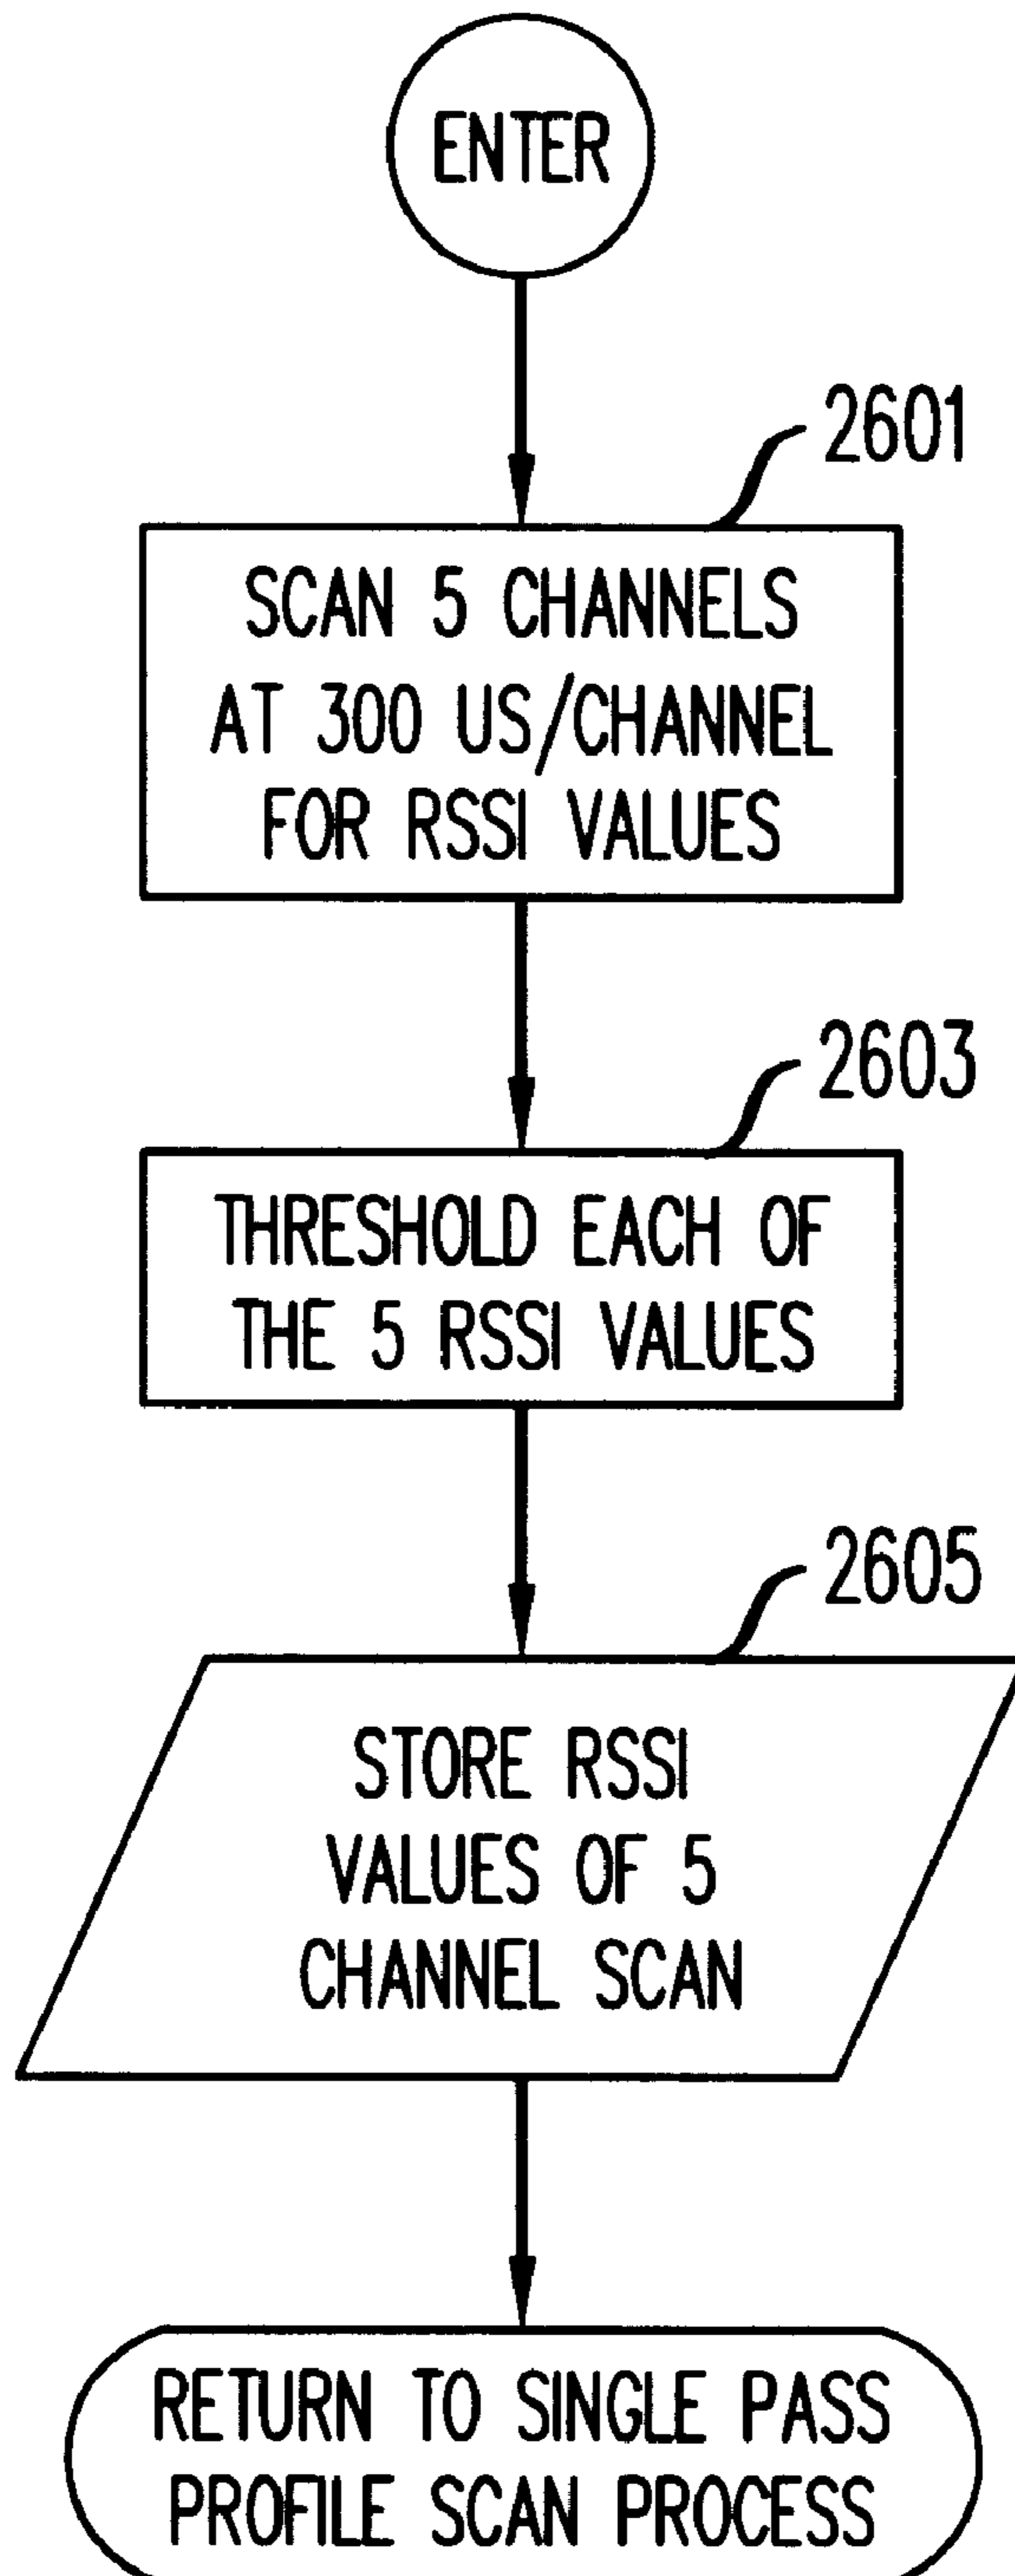 ENTER
2601
SCAN 5 CHANNELS
AT 300 US/CHANNEL
FOR RSSI VALUES
2603
THRESHOLD EACH OF
THE 5 RSSI VALUES
2605
STORE RSSI
VALUES OF 5
CHANNEL SCAN
RETURN TO SINGLE PASS
PROFILE SCAN PROCESS